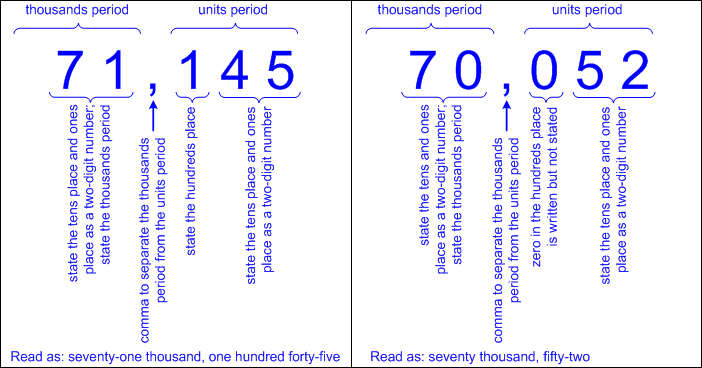 thousands period
units period
71,145
state the tens place and ones
place as a two-digit number;
state the thousands period
comma to separate the thousands
period from the units period
state the hundreds place
state the tens place and ones
place as a two-digit number
Read as: seventy-one thousand, one hundred forty-five
thousands period
units period
70,052
state the tens and ones
place as a two-digit number;
state the thousands period
comma to separate the thousands
period from the units period
zero in the hundreds place
is written but not stated
state the tens place and ones
place as a two-digit number
Read as: seventy thousand, fifty-two